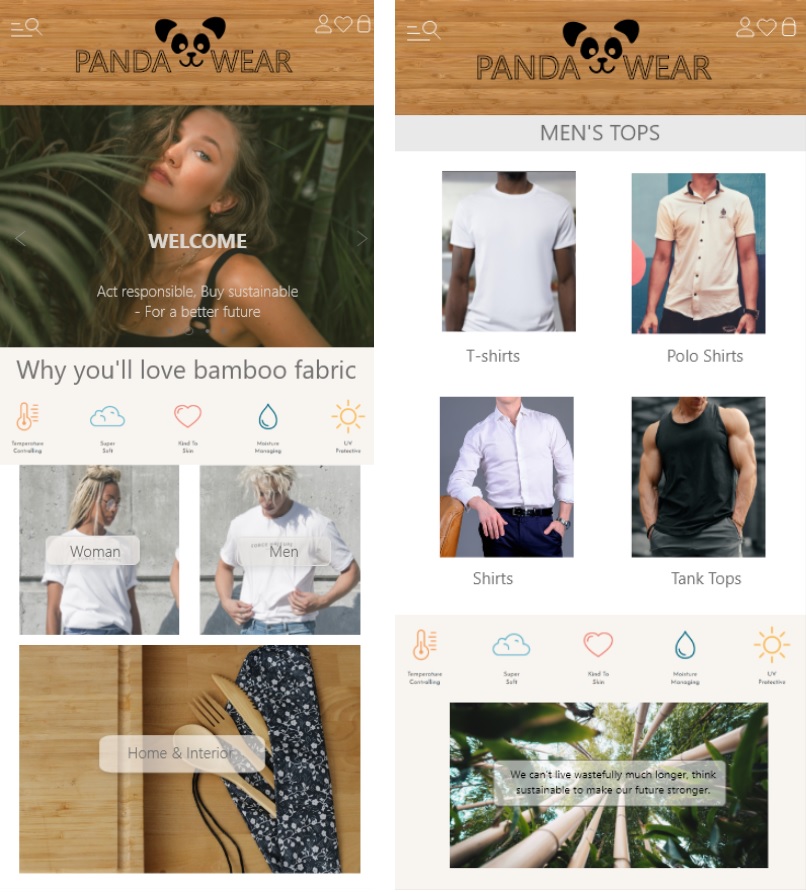 PANDA WEAR
WELCOME
Act responsible, Buy sustainable
- For a better future
Why you'll love bamboo fabric
Temperature
Controlling
Super
Soft
Kind To
Skin
Moisture
Managing
UV
Protective
Woman
Men
Home & Interior
PANDA WEAR
MEN'S TOPS
T-shirts
Polo Shirts
Shirts
Tank Tops
Temperature
Controlling
Super
Soft
Kind To
Skin
Moisture
Managing
UV
Protective
We can't live wastefully much longer, think
sustainable to make our future stronger.